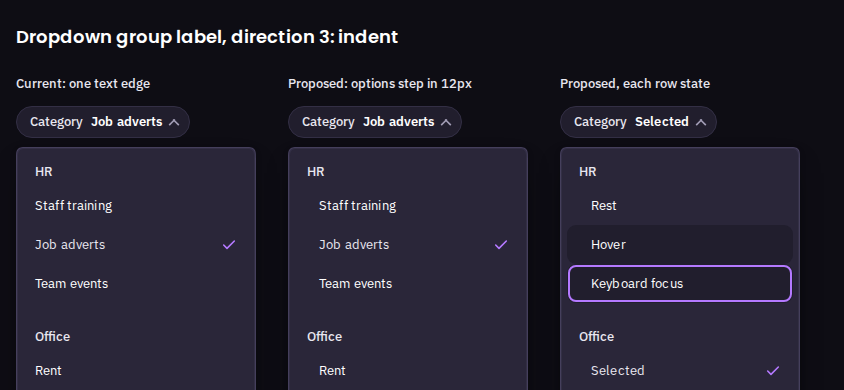 Dropdown group label, direction 3: indent
Current: one text edge
Category Job adverts
HR
Staff training
Job adverts
Team events
Office
Rent
Proposed: options step in 12px
Category Job adverts
HR
Staff training
Job adverts
Team events
Office
Rent
Proposed, each row state
Category Selected
HR
Rest
Hover
Keyboard focus
Office
Selected